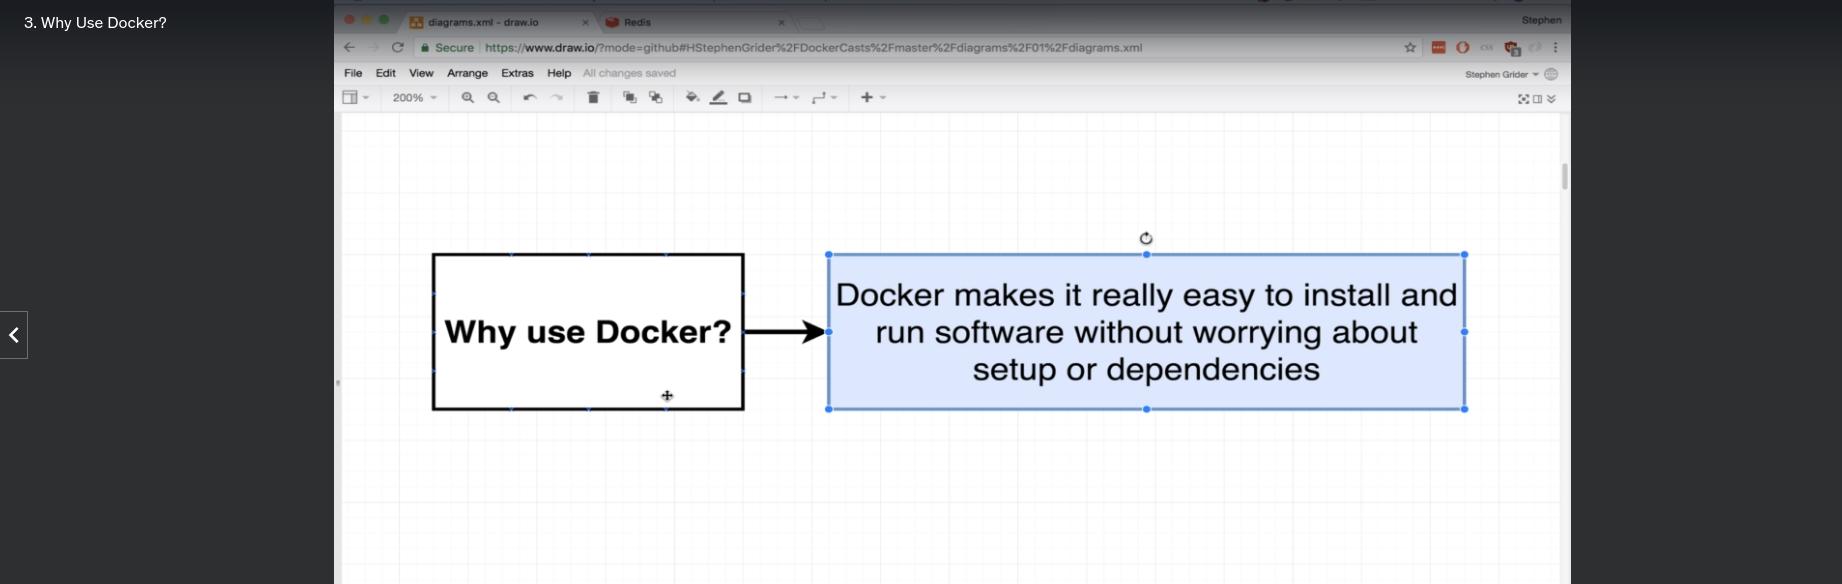 3. Why Use Docker?
diagrams.xml - draw.io
Redis
Stephen
Secure https://www.draw.io/?mode=github#HStephenGrider%2FDockerCasts%2Fmaster%2Fdiagrams%2F01%2Fdiagrams.xml
File Edit View Arrange Extras Help All changes saved
Stephen Grider
200%
Why use Docker?
Docker makes it really easy to install and
run software without worrying about
setup or dependencies